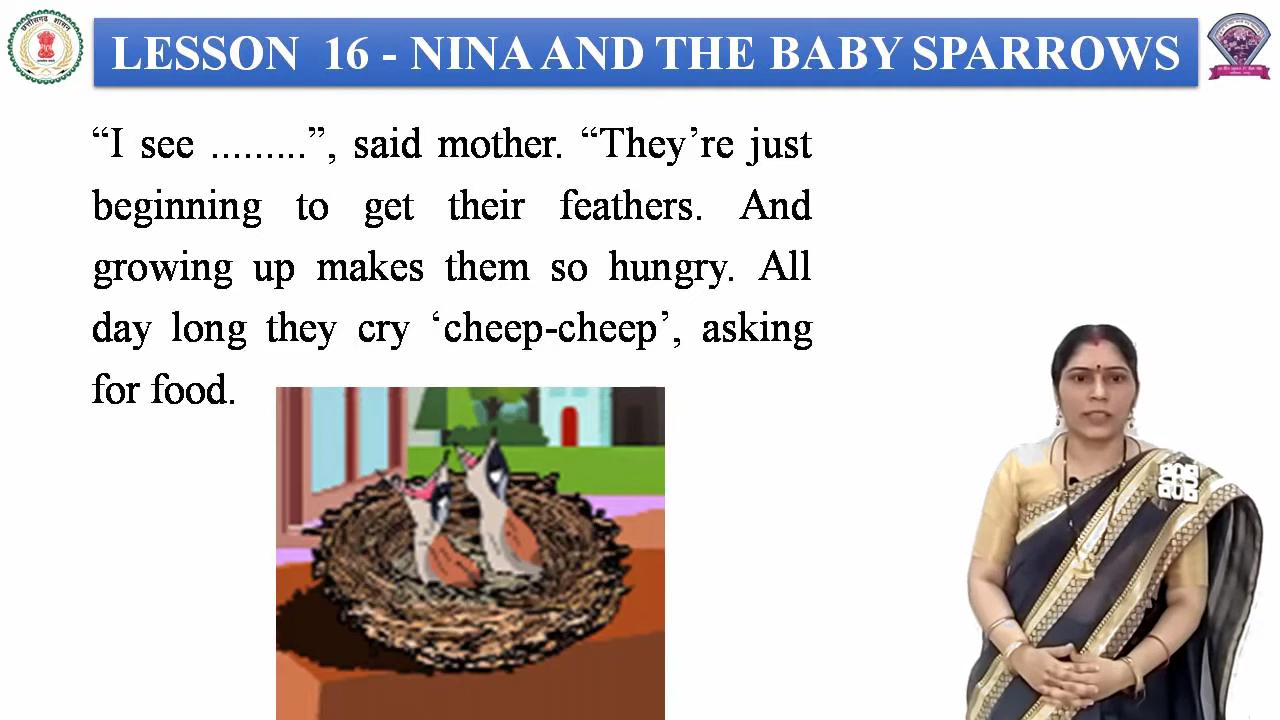 LESSON 16 - NINA AND THE BABY SPARROWS
“I see .........”, said mother. “They’re just
beginning to get their feathers. And
growing up makes them so hungry. All
day long they cry ‘cheep-cheep’, asking
for food.